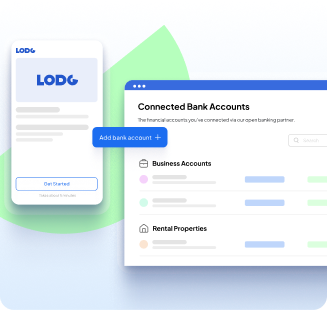 LODG
LODG
Get Started
Add bank account +
Connected Bank Accounts
The financial accounts you've connected via our open banking partner.
Search
Business Accounts
Rental Properties